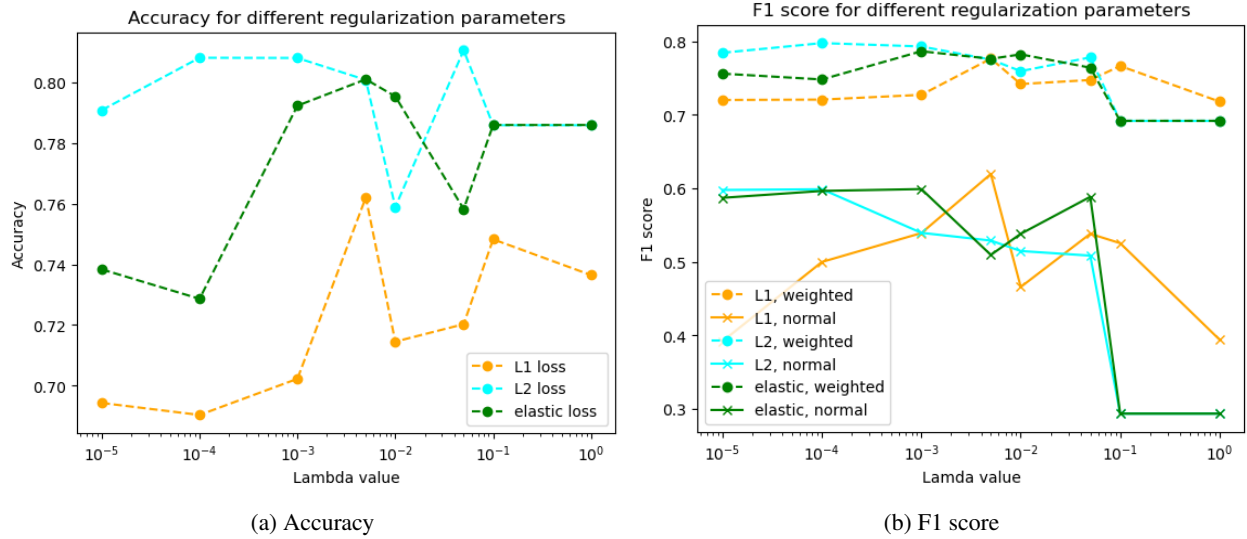 Accuracy for different regularization parameters
Accuracy
0.80
0.78
0.76
0.74
0.72
0.70
L1 loss
L2 loss
elastic loss
10⁻⁵ 10⁻⁴ 10⁻³ 10⁻² 10⁻¹ 10⁰
Lambda value
(a) Accuracy
F1 score for different regularization parameters
F1 score
0.8
0.7
0.6
0.5
0.4
0.3
L1, weighted
L1, normal
L2, weighted
L2, normal
elastic, weighted
elastic, normal
10⁻⁵ 10⁻⁴ 10⁻³ 10⁻² 10⁻¹ 10⁰
Lamda value
(b) F1 score